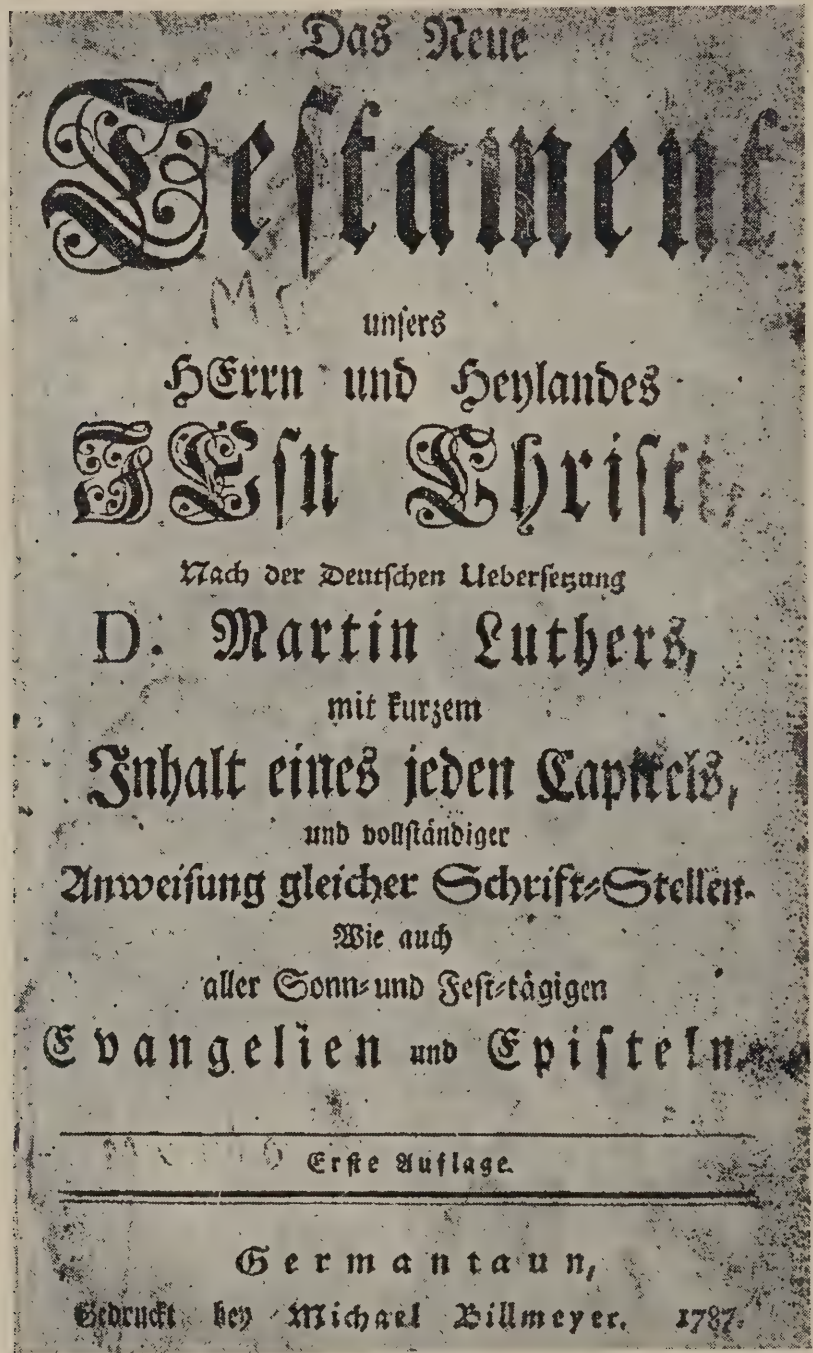 Das Neue
Testament
unsers
HErrn und Heylandes
JEsu Christi,
Nach der Deutschen Uebersetzung
D. Martin Luthers,
mit kurzem
Inhalt eines jeden Capitels,
und vollständiger
Anweisung gleicher Schrift-Stellen.
Wie auch
aller Sonn-und Fest-tägigen
Evangelien und Episteln.
Erste Auflage.
Germantaun,
Gedruckt bey Michael Billmeyer. 1787.